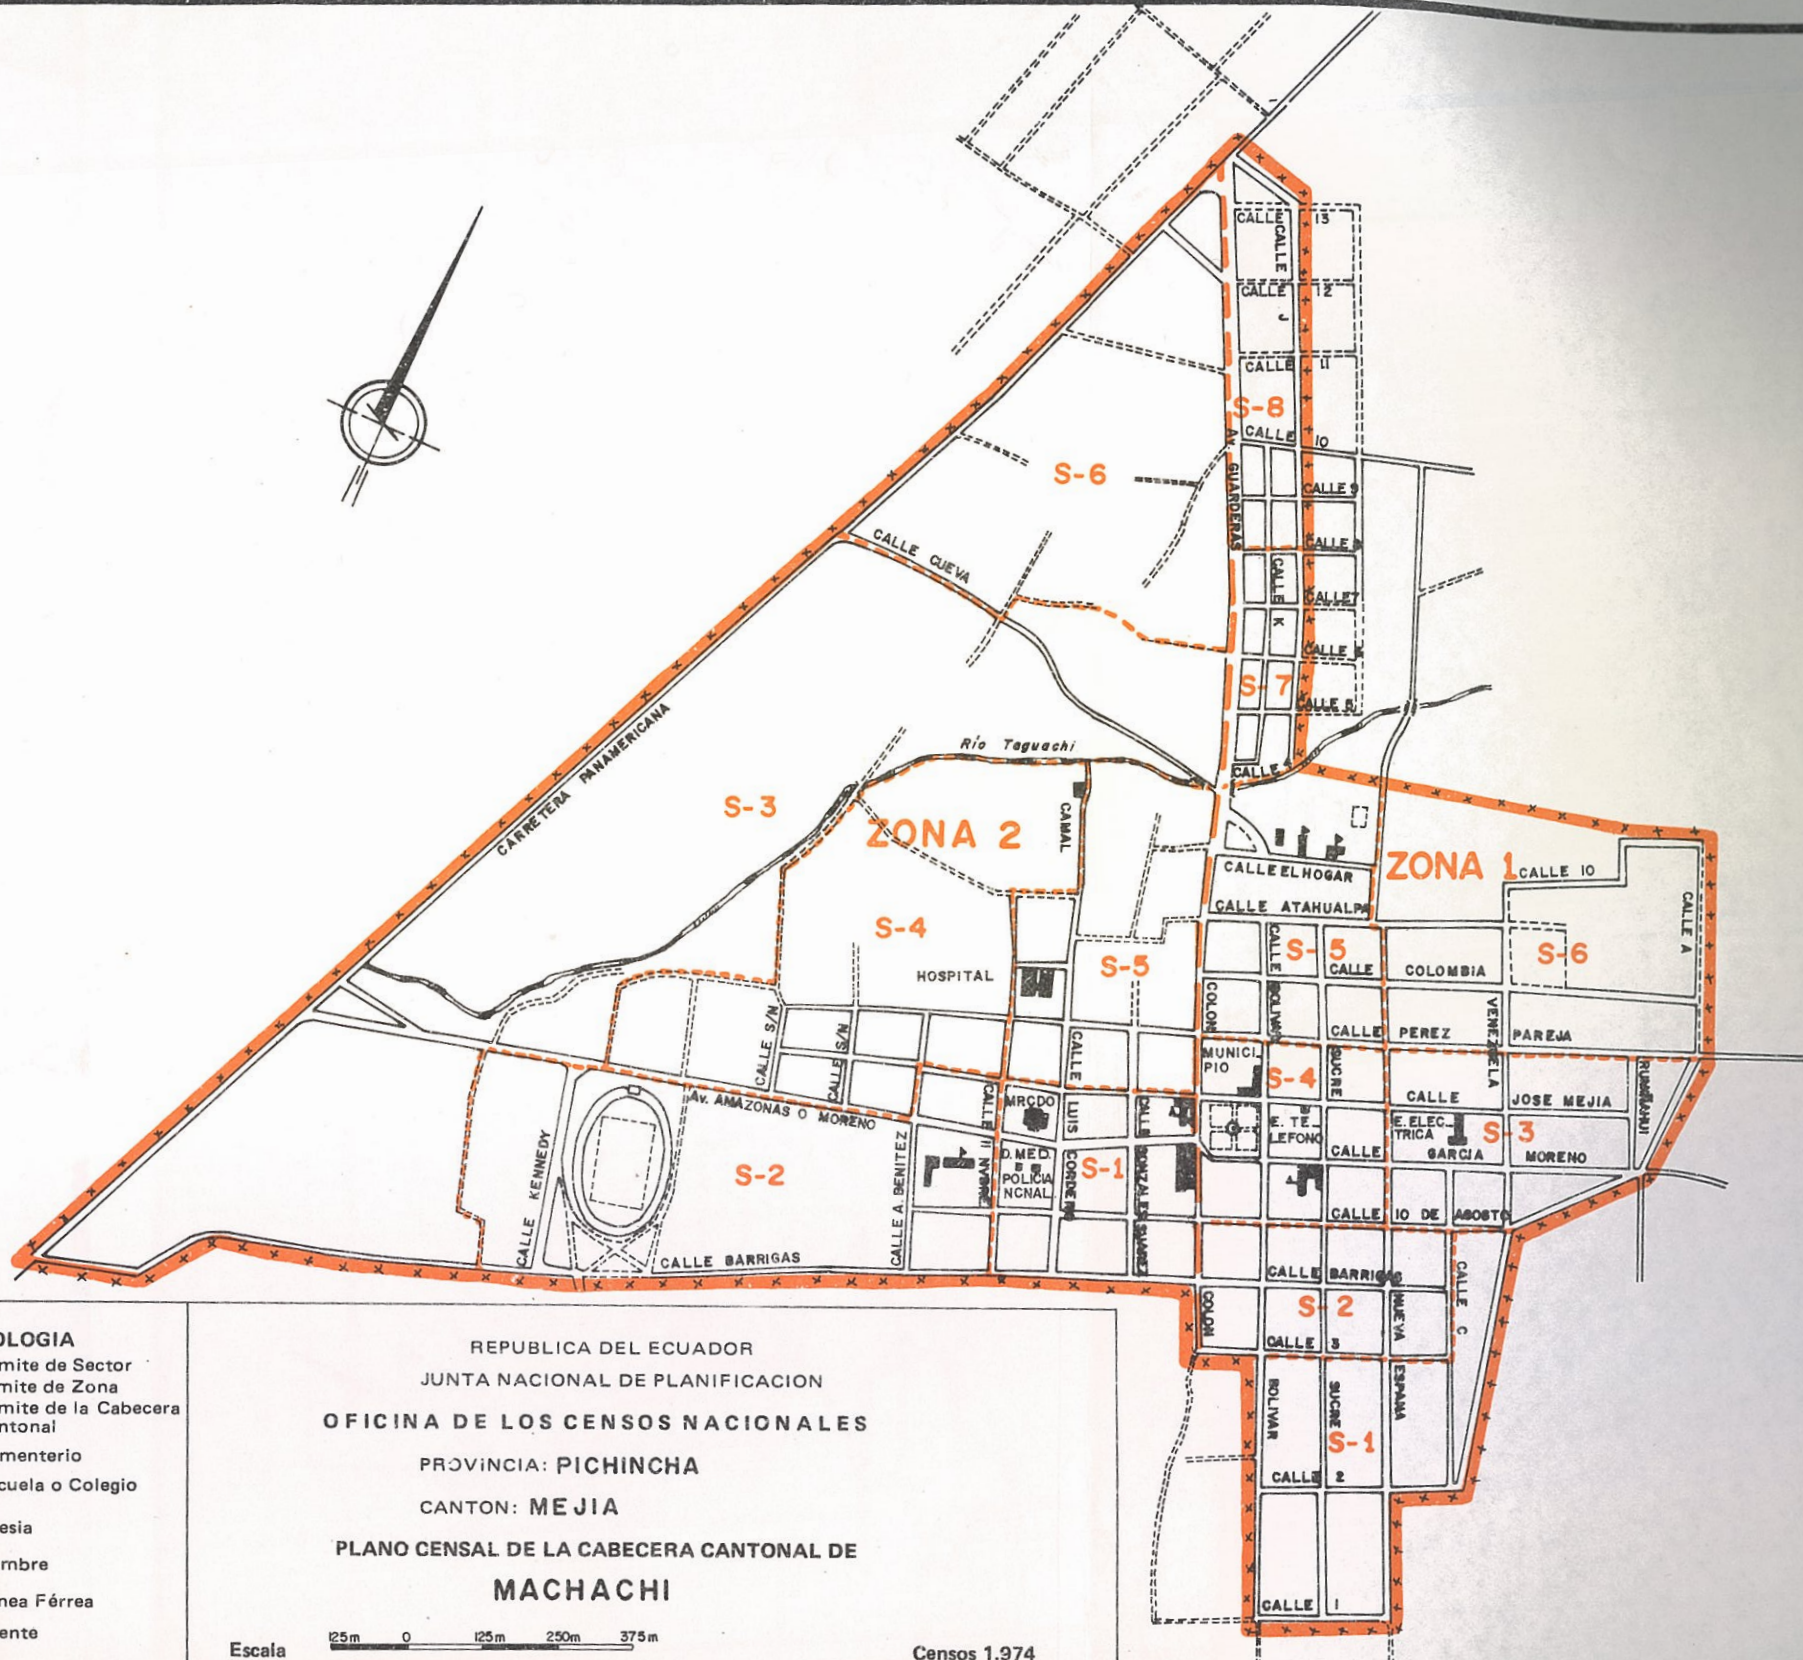 CALLE 13
CALLE J
CALLE 12
CALLE 11
S-8
CALLE 10
S-6
AV. GUARDERAS
CALLE 9
CALLE
CALLE CUEVA
CALLE K
CALLE 7
CALLE
S-7
CALLE 5
CARRETERA PANAMERICANA
Río Taguachi
CALLE
S-3
ZONA 2
CAMAL
ZONA 1
CALLE EL HOGAR
CALLE 10
CALLE ATAHUALPA
CALLE A
S-4
S-5
CALLE BOLIVAR
S-5
CALLE COLOMBIA
S-6
HOSPITAL
COLON
CALLE PEREZ PAREJA
VENEZUELA
CALLE S/N
CALLE S/N
CALLE LUIS CORDERO
MUNICI-
PIO
S-4
SUCRE
RUMIÑAHUI
Av. AMAZONAS O MORENO
CALLE 11 NVBRE
MRCDO
CALLE GONZALES SUAREZ
CALLE JOSE MEJIA
E. TE-
LEFONO
E. ELEC-
TRICA
S-3
CALLE GARCIA MORENO
CALLE KENNEDY
S-2
CALLE A. BENITEZ
D. MED.
POLICIA
NCNAL.
S-1
CALLE 10 DE AGOSTO
CALLE BARRIGAS
CALLE BARRIGAS
CALLE C
COLON
S-2
NUEVA ESPAÑA
CALLE 3
BOLIVAR
SUCRE
S-1
CALLE 2
CALLE 1
OLOGIA
mite de Sector
mite de Zona
mite de la Cabecera
ntonal
menterio
cuela o Colegio
esia
mbre
nea Férrea
ente
REPUBLICA DEL ECUADOR
JUNTA NACIONAL DE PLANIFICACION
OFICINA DE LOS CENSOS NACIONALES
PROVINCIA: PICHINCHA
CANTON: MEJIA
PLANO CENSAL DE LA CABECERA CANTONAL DE
MACHACHI
Escala
125m 0 125m 250m 375m
Censos 1.974